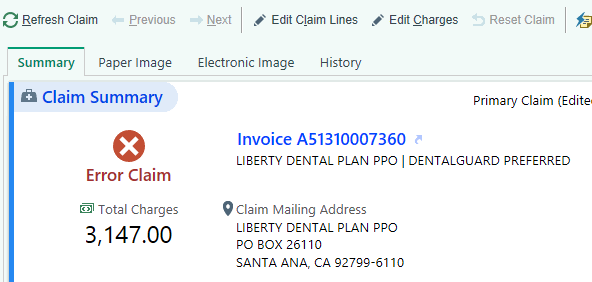 Refresh Claim Previous Next Edit Claim Lines Edit Charges Reset Claim
Summary Paper Image Electronic Image History
Claim Summary
Primary Claim (Edite
Error Claim
Invoice A51310007360
LIBERTY DENTAL PLAN PPO | DENTALGUARD PREFERRED
Total Charges
3,147.00
Claim Mailing Address
LIBERTY DENTAL PLAN PPO
PO BOX 26110
SANTA ANA, CA 92799-6110